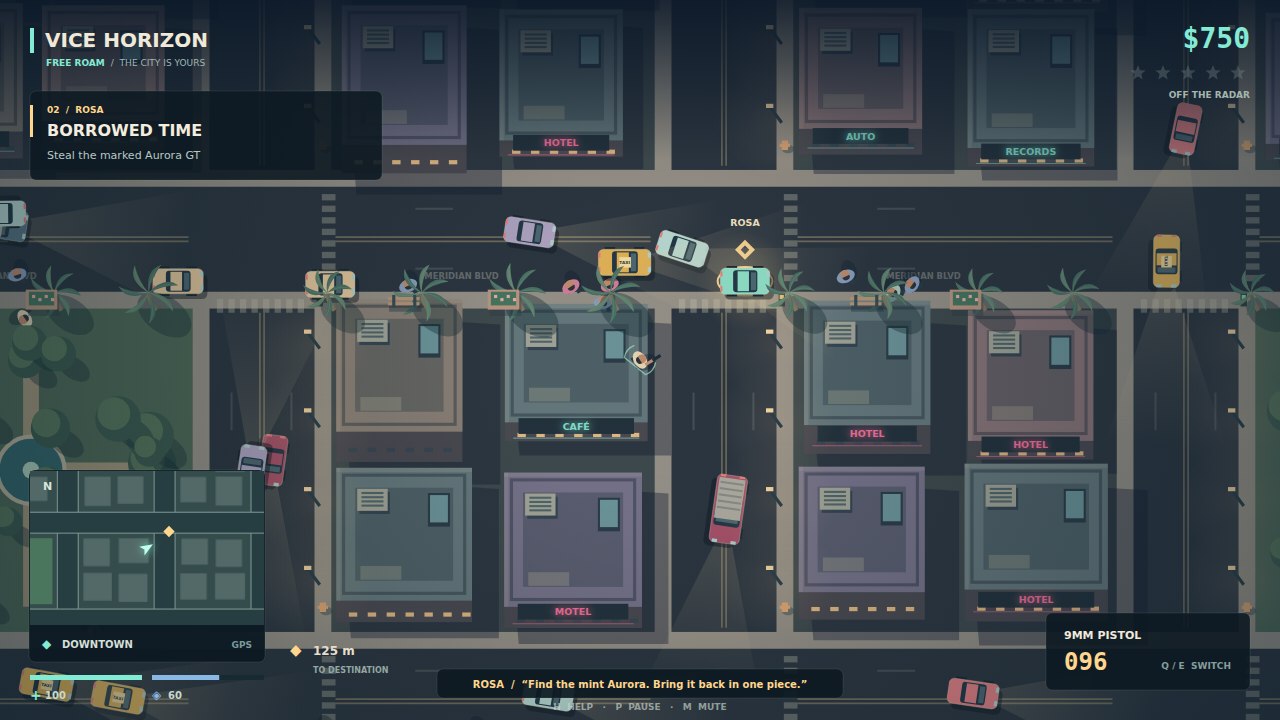 VICE HORIZON
FREE ROAM / THE CITY IS YOURS
$750
OFF THE RADAR
02 / ROSA
BORROWED TIME
Steal the marked Aurora GT
HOTEL
AUTO
RECORDS
ROSA
TAXI
MERIDIAN BLVD
MERIDIAN BLVD
CAFÉ
HOTEL
HOTEL
MOTEL
HOTEL
N
DOWNTOWN
GPS
125 m
TO DESTINATION
100
60
ROSA / “Find the mint Aurora. Bring it back in one piece.”
HELP · P PAUSE · M MUTE
9MM PISTOL
096
Q / E SWITCH